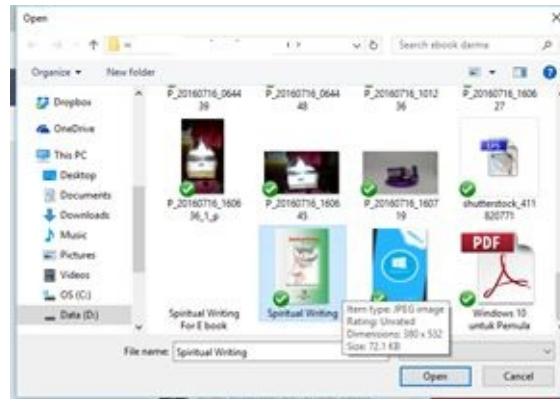 Open
Search ebook darma
Organize
New folder
Dropbox
OneDrive
This PC
Desktop
Documents
Downloads
Music
Pictures
Videos
OS (C:)
Data (D:)
P_20160716_0644
39
P_20160716_0644
48
P_20160716_1012
36
P_20160716_1606
27
P_20160716_1606
36_1_p
P_20160716_1606
45
P_20160716_1607
19
shutterstock_411
820771
EPS
PDF
Spiritual Writing
For E book
Spiritual Writing
Windows 10
untuk Pemula
Item type: JPEG image
Rating: Unrated
Dimensions: 380 x 532
Size: 72.1 KB
File name:
Spiritual Writing
Open
Cancel